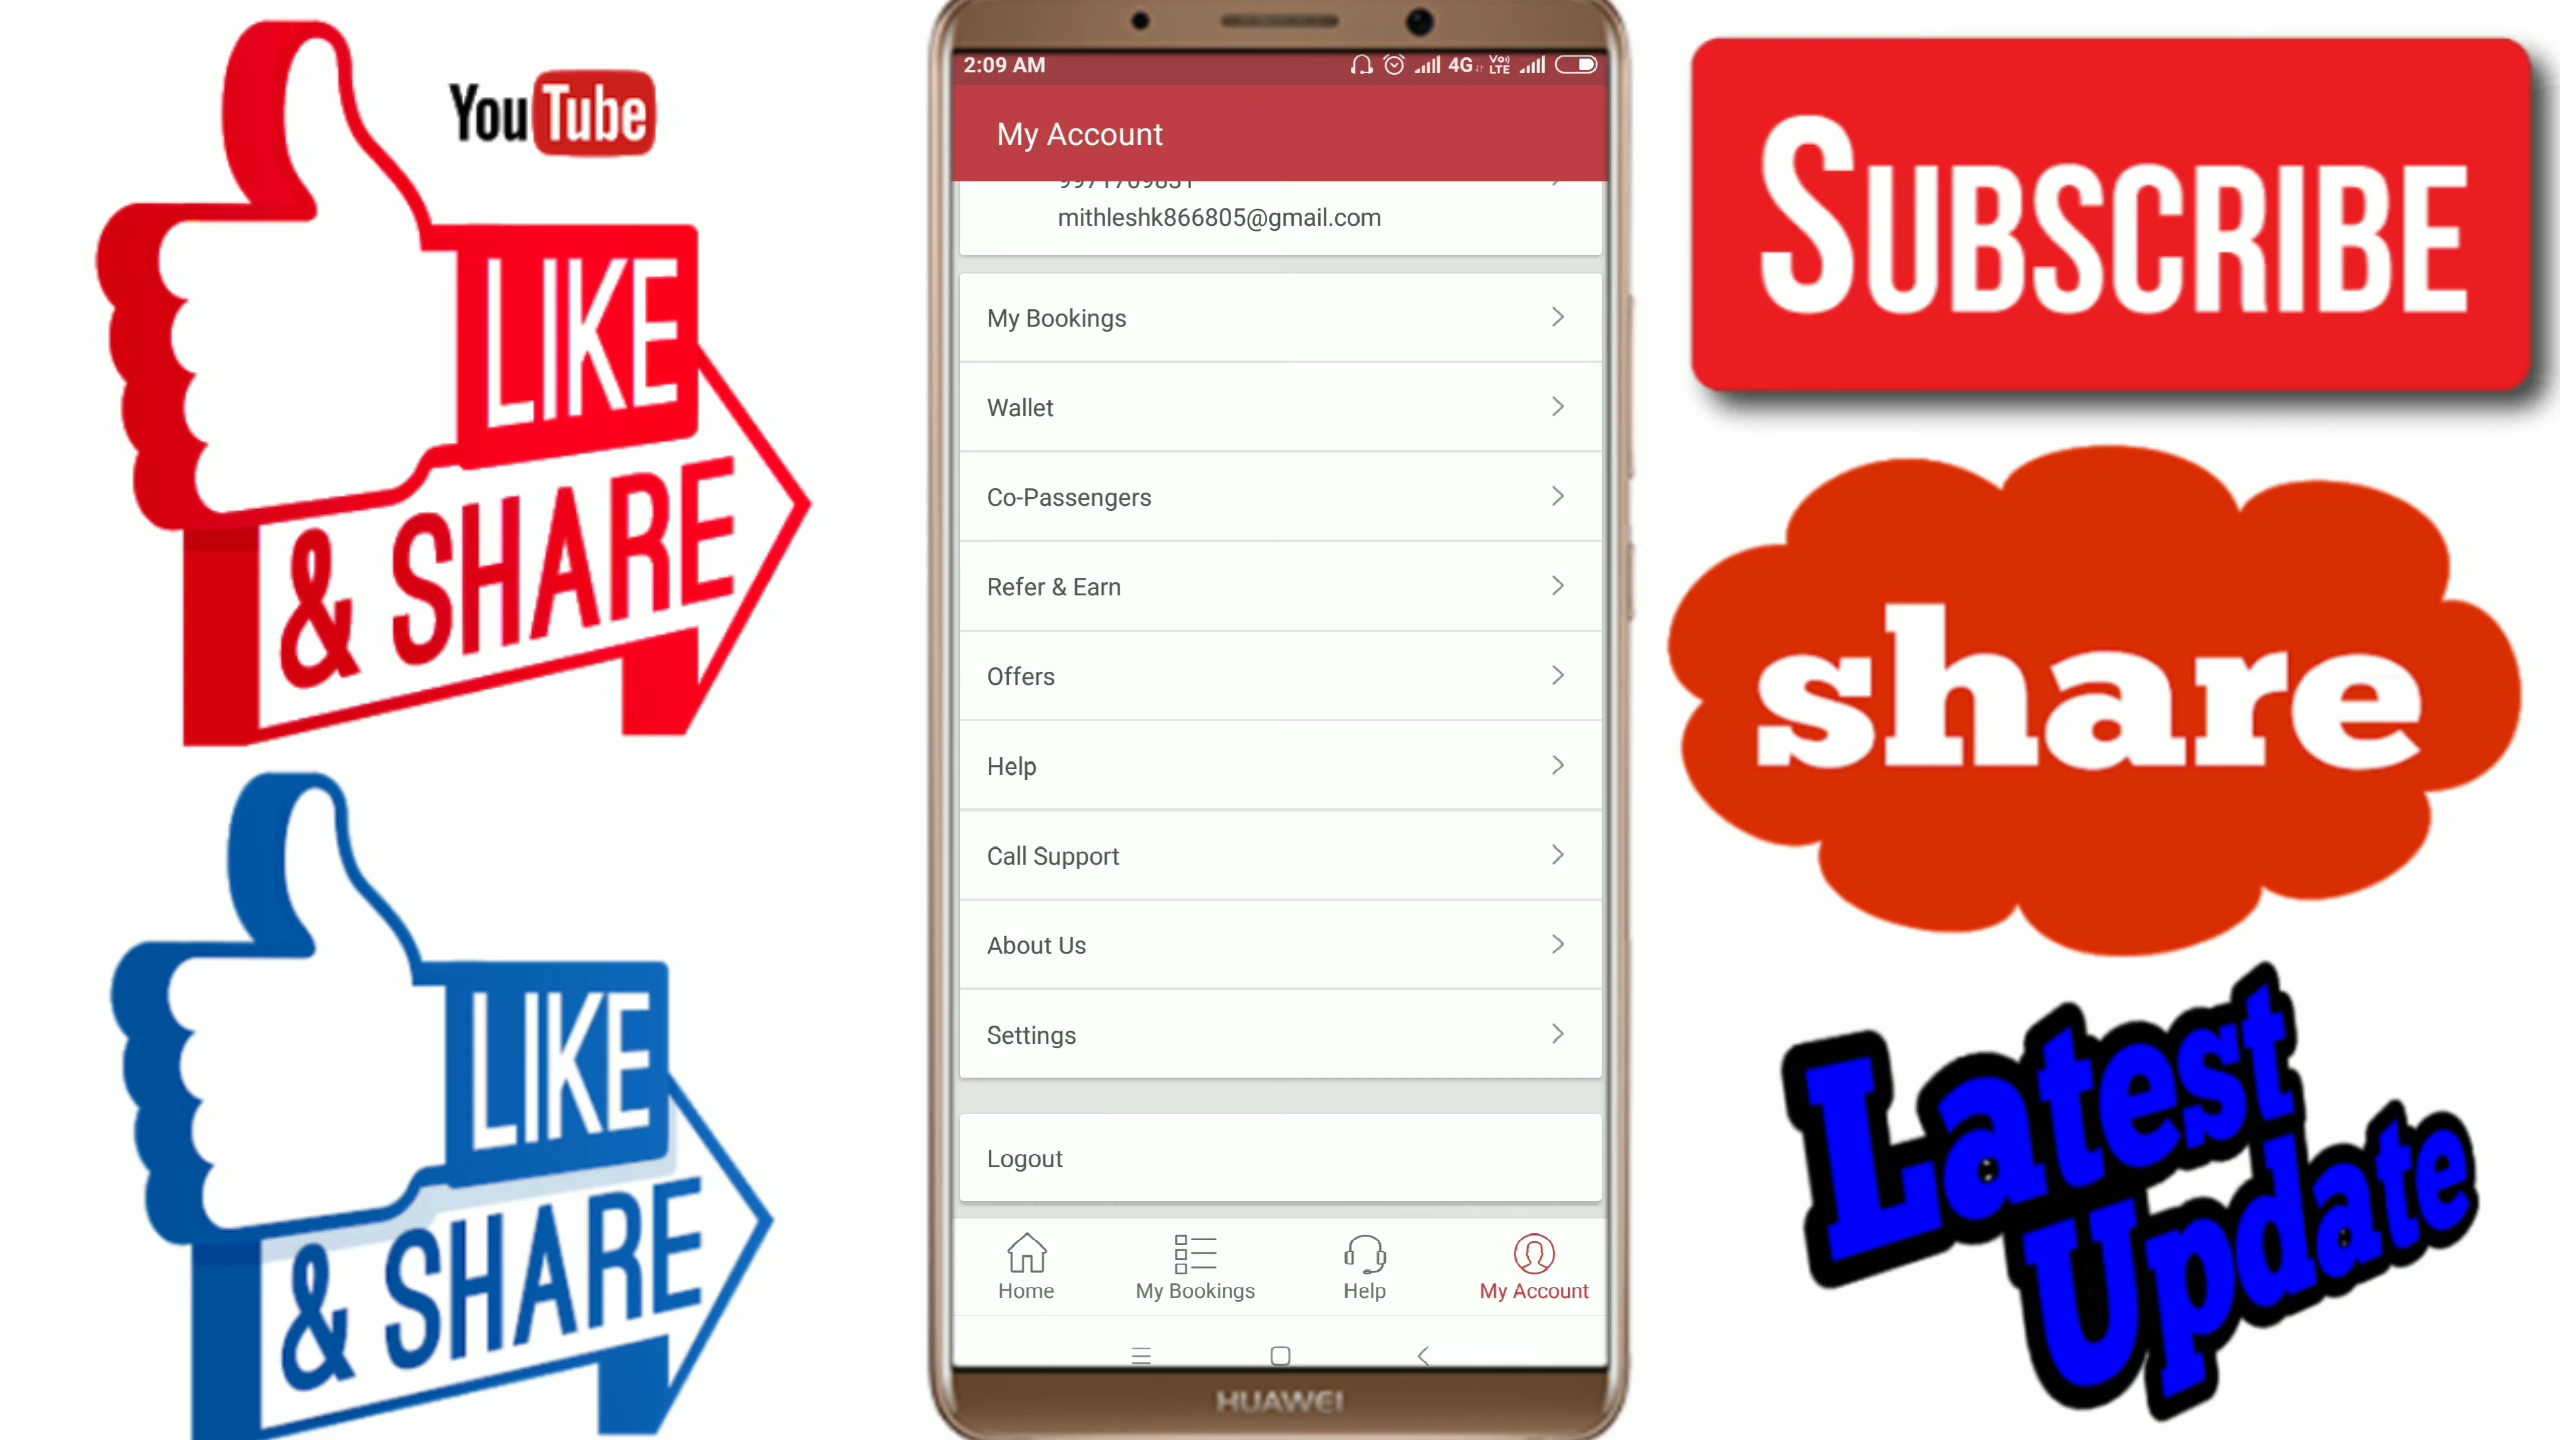 YouTube
LIKE
& SHARE
LIKE
& SHARE
2:09 AM
4G
Vo))
LTE
My Account
mithleshk866805@gmail.com
My Bookings
Wallet
Co-Passengers
Refer & Earn
Offers
Help
Call Support
About Us
Settings
Logout
Home
My Bookings
Help
My Account
HUAWEI
SUBSCRIBE
share
Latest
Update